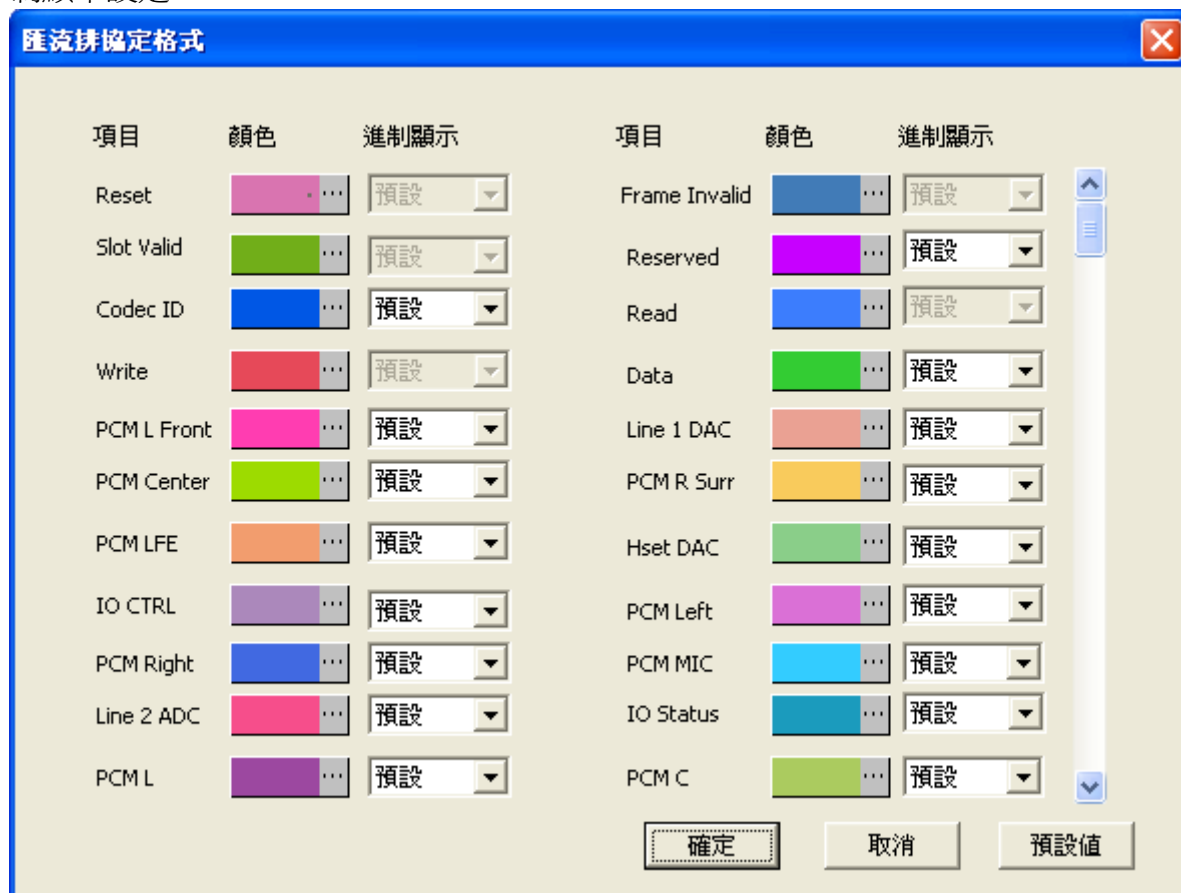 匯流排協定格式
項目 顏色 進制顯示 項目 顏色 進制顯示
Reset ... 預設 Frame Invalid ... 預設
Slot Valid ... 預設 Reserved ... 預設
Codec ID ... 預設 Read ... 預設
Write ... 預設 Data ... 預設
PCM L Front ... 預設 Line 1 DAC ... 預設
PCM Center ... 預設 PCM R Surr ... 預設
PCM LFE ... 預設 Hset DAC ... 預設
IO CTRL ... 預設 PCM Left ... 預設
PCM Right ... 預設 PCM MIC ... 預設
Line 2 ADC ... 預設 IO Status ... 預設
PCM L ... 預設 PCM C ... 預設
確定 取消 預設值